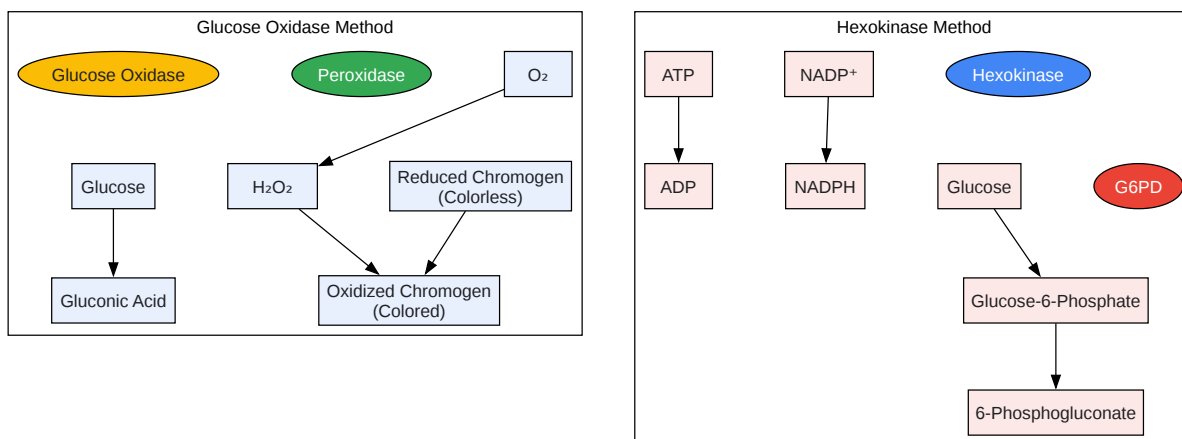 Glucose Oxidase Method
Glucose Oxidase
Peroxidase
O₂
Glucose
H₂O₂
Reduced Chromogen
(Colorless)
Gluconic Acid
Oxidized Chromogen
(Colored)
Hexokinase Method
ATP
NADP⁺
Hexokinase
ADP
NADPH
Glucose
G6PD
Glucose-6-Phosphate
6-Phosphogluconate